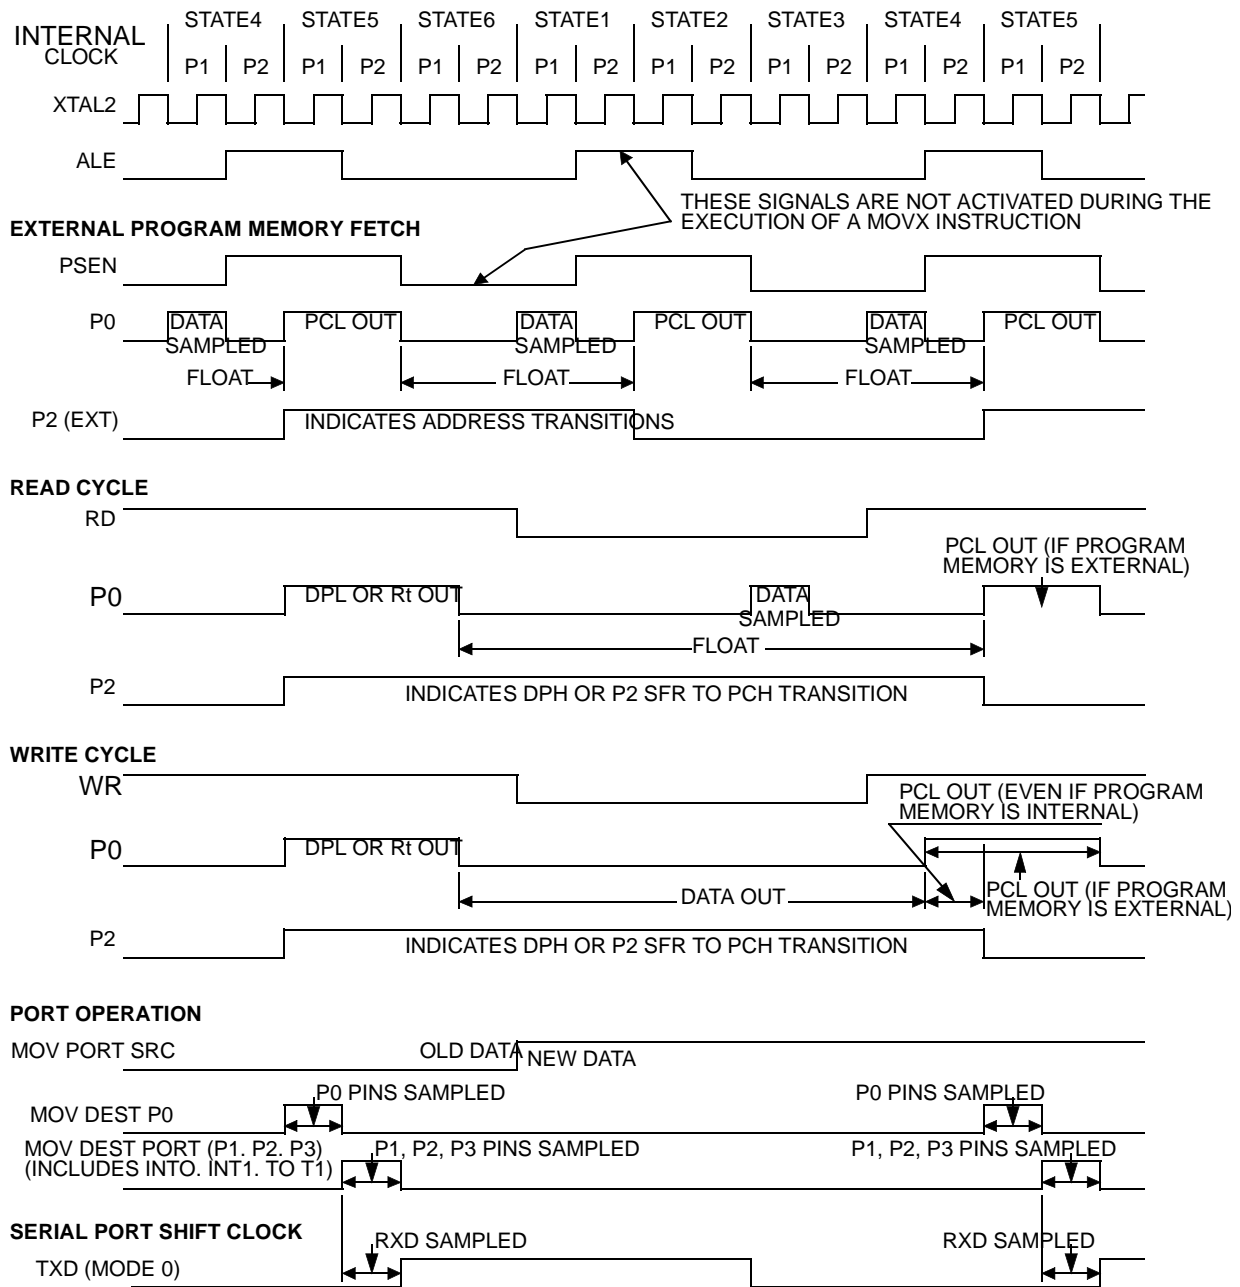 STATE4 STATE5 STATE6 STATE1 STATE2 STATE3 STATE4 STATE5
INTERNAL
CLOCK
P1 P2 P1 P2 P1 P2 P1 P2 P1 P2 P1 P2 P1 P2 P1 P2
XTAL2
ALE
THESE SIGNALS ARE NOT ACTIVATED DURING THE
EXECUTION OF A MOVX INSTRUCTION
EXTERNAL PROGRAM MEMORY FETCH
PSEN
P0 DATA PCL OUT DATA PCL OUT DATA PCL OUT
SAMPLED SAMPLED SAMPLED
FLOAT FLOAT FLOAT
P2 (EXT) INDICATES ADDRESS TRANSITIONS
READ CYCLE
RD
PCL OUT (IF PROGRAM
MEMORY IS EXTERNAL)
P0 DPL OR Rt OUT DATA
SAMPLED
FLOAT
P2 INDICATES DPH OR P2 SFR TO PCH TRANSITION
WRITE CYCLE
WR
PCL OUT (EVEN IF PROGRAM
MEMORY IS INTERNAL)
P0 DPL OR Rt OUT
DATA OUT
PCL OUT (IF PROGRAM
MEMORY IS EXTERNAL)
P2 INDICATES DPH OR P2 SFR TO PCH TRANSITION
PORT OPERATION
MOV PORT SRC OLD DATA NEW DATA
P0 PINS SAMPLED P0 PINS SAMPLED
MOV DEST P0
MOV DEST PORT (P1. P2. P3) P1, P2, P3 PINS SAMPLED P1, P2, P3 PINS SAMPLED
(INCLUDES INTO. INT1. TO T1)
SERIAL PORT SHIFT CLOCK
RXD SAMPLED RXD SAMPLED
TXD (MODE 0)